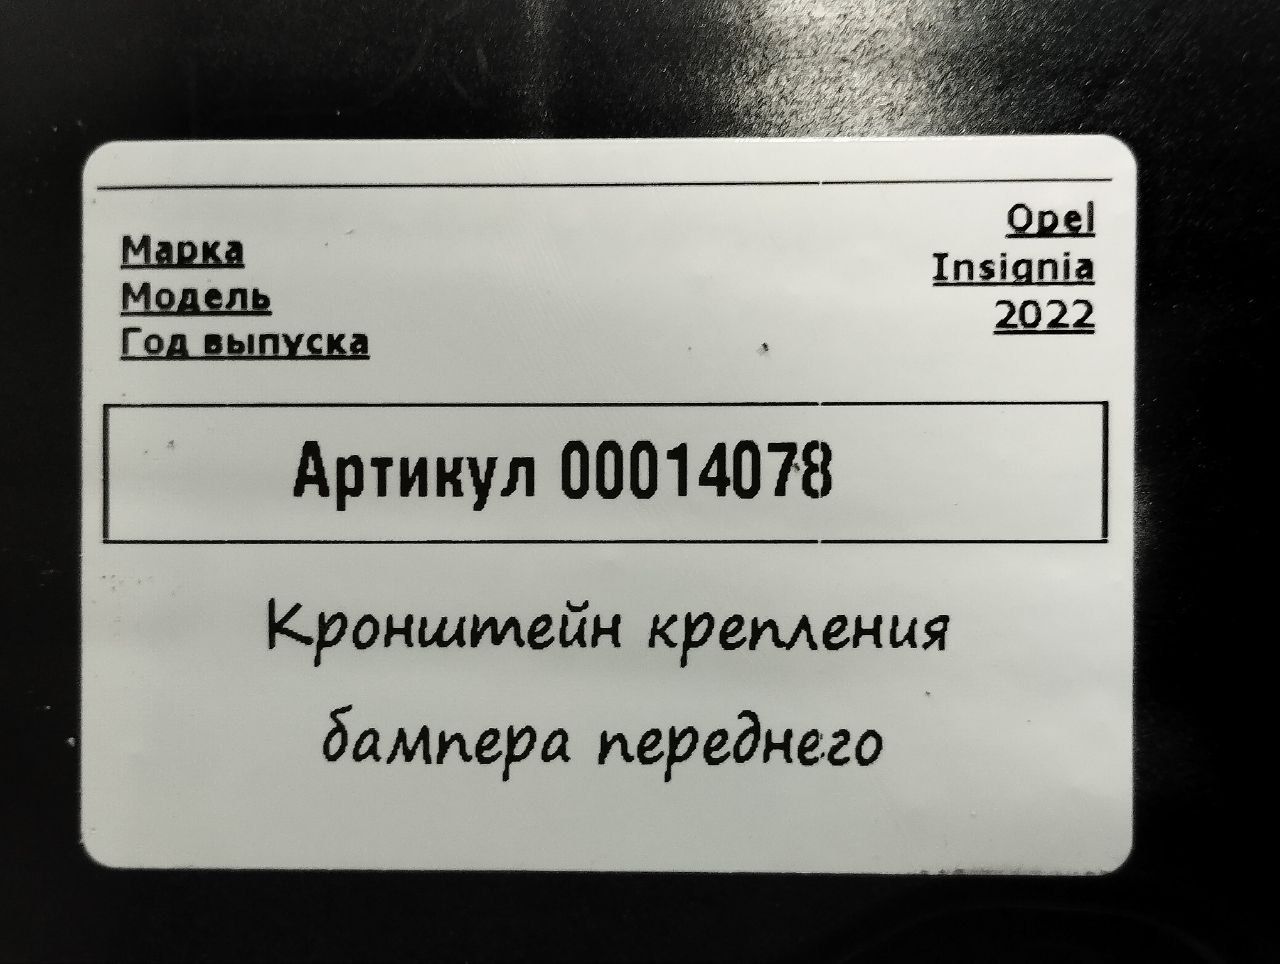 Марка Opel
Модель Insignia
Год выпуска 2022
Артикул 00014078
Кронштейн крепления
бампера переднего